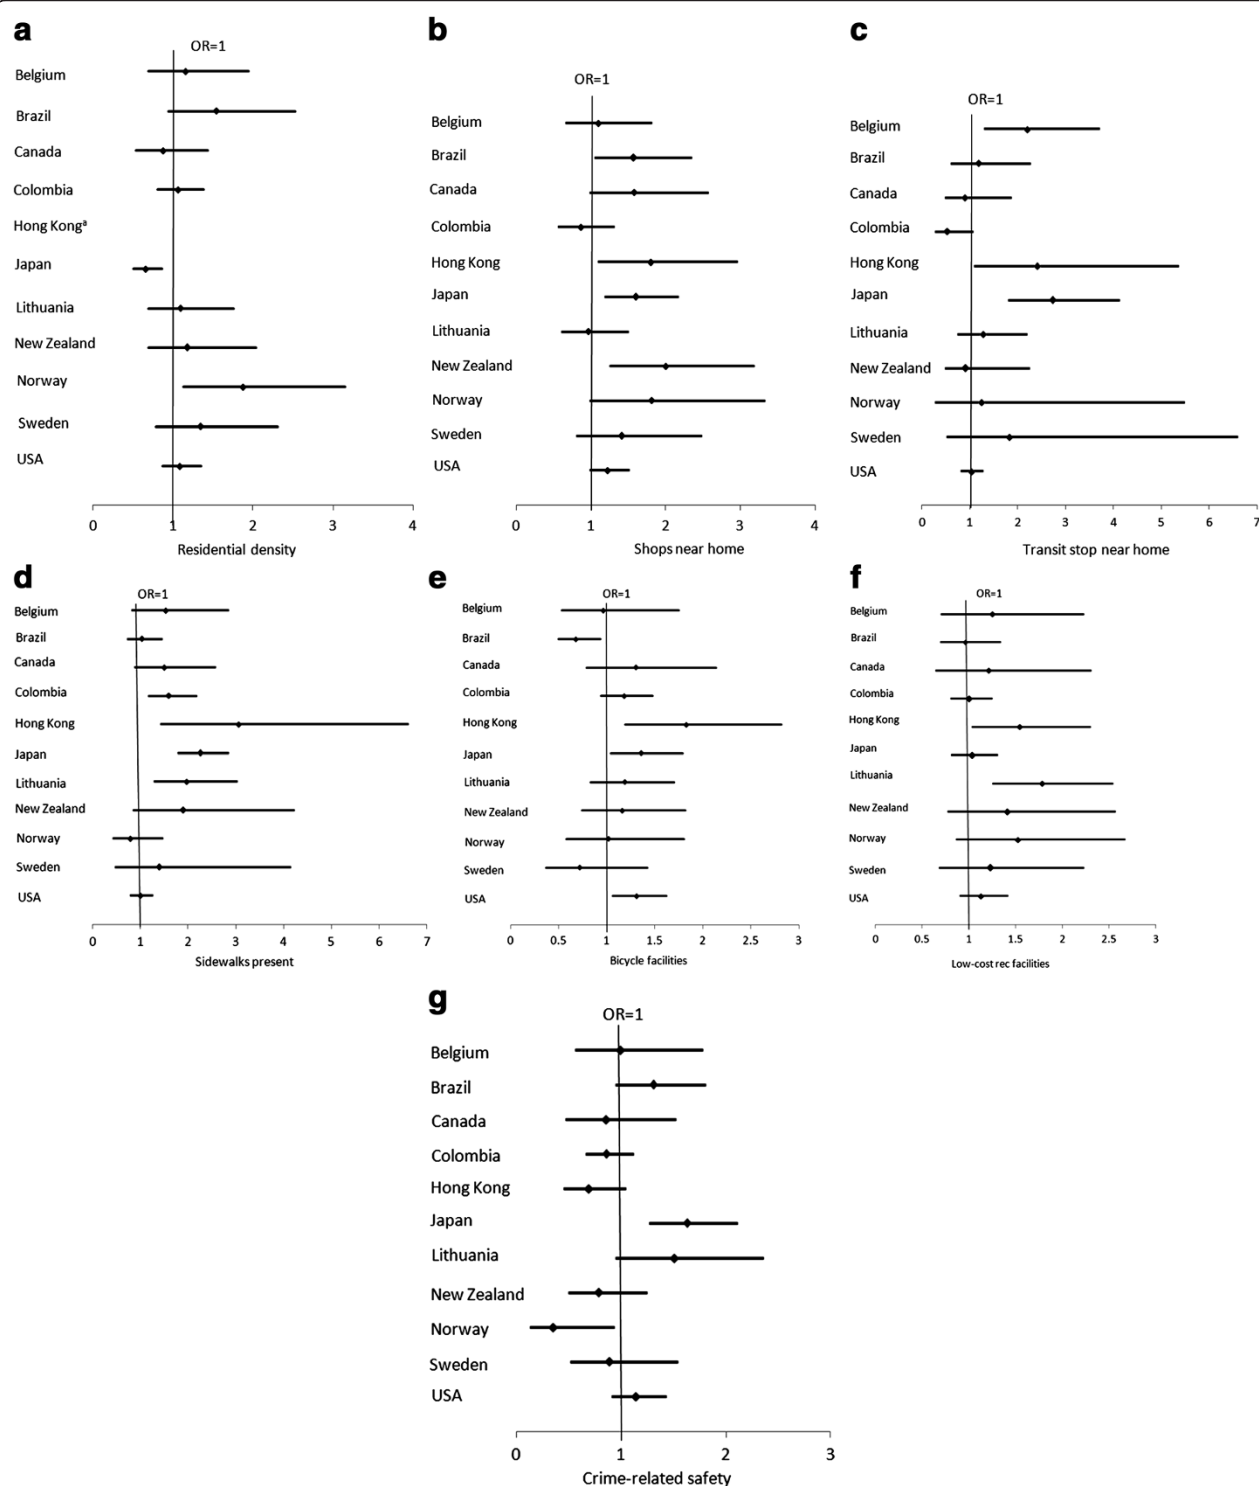 a
OR=1
Belgium
Brazil
Canada
Colombia
Hong Kongª
Japan
Lithuania
New Zealand
Norway
Sweden
USA
0 1 2 3 4
Residential density
b
OR=1
Belgium
Brazil
Canada
Colombia
Hong Kong
Japan
Lithuania
New Zealand
Norway
Sweden
USA
0 1 2 3 4
Shops near home
c
OR=1
Belgium
Brazil
Canada
Colombia
Hong Kong
Japan
Lithuania
New Zealand
Norway
Sweden
USA
0 1 2 3 4 5 6 7
Transit stop near home
d
OR=1
Belgium
Brazil
Canada
Colombia
Hong Kong
Japan
Lithuania
New Zealand
Norway
Sweden
USA
0 1 2 3 4 5 6 7
Sidewalks present
e
OR=1
Belgium
Brazil
Canada
Colombia
Hong Kong
Japan
Lithuania
New Zealand
Norway
Sweden
USA
0 0.5 1 1.5 2 2.5 3
Bicycle facilities
f
OR=1
Belgium
Brazil
Canada
Colombia
Hong Kong
Japan
Lithuania
New Zealand
Norway
Sweden
USA
0 0.5 1 1.5 2 2.5 3
Low-cost rec facilities
g
OR=1
Belgium
Brazil
Canada
Colombia
Hong Kong
Japan
Lithuania
New Zealand
Norway
Sweden
USA
0 1 2 3
Crime-related safety